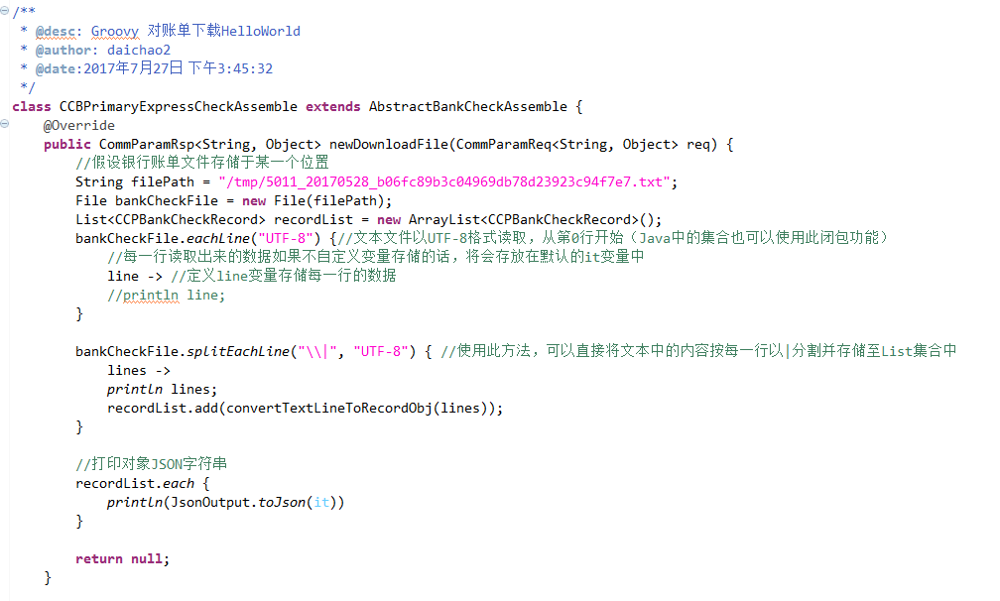 /**
 * @desc: Groovy 对账单下载HelloWorld
 * @author: daichao2
 * @date:2017年7月27日 下午3:45:32
 */
class CCBPrimaryExpressCheckAssemble extends AbstractBankCheckAssemble {
    @Override
    public CommParamRsp<String, Object> newDownloadFile(CommParamReq<String, Object> req) {
        //假设银行账单文件存储于某一个位置
        String filePath = "/tmp/5011_20170528_b06fc89b3c04969db78d23923c94f7e7.txt";
        File bankCheckFile = new File(filePath);
        List<CCPBankCheckRecord> recordList = new ArrayList<CCPBankCheckRecord>();
        bankCheckFile.eachLine("UTF-8") {//文本文件以UTF-8格式读取，从第0行开始（Java中的集合也可以使用此闭包功能）
            //每一行读取出来的数据如果不自定义变量存储的话，将会存放在默认的it变量中
            line -> //定义line变量存储每一行的数据
            //println line;
        }

        bankCheckFile.splitEachLine("\\|", "UTF-8") { //使用此方法，可以直接将文本中的内容按每一行以|分割并存储至List集合中
            lines ->
            println lines;
            recordList.add(convertTextLineToRecordObj(lines));
        }

        //打印对象JSON字符串
        recordList.each {
            println(JsonOutput.toJson(it))
        }

        return null;
    }